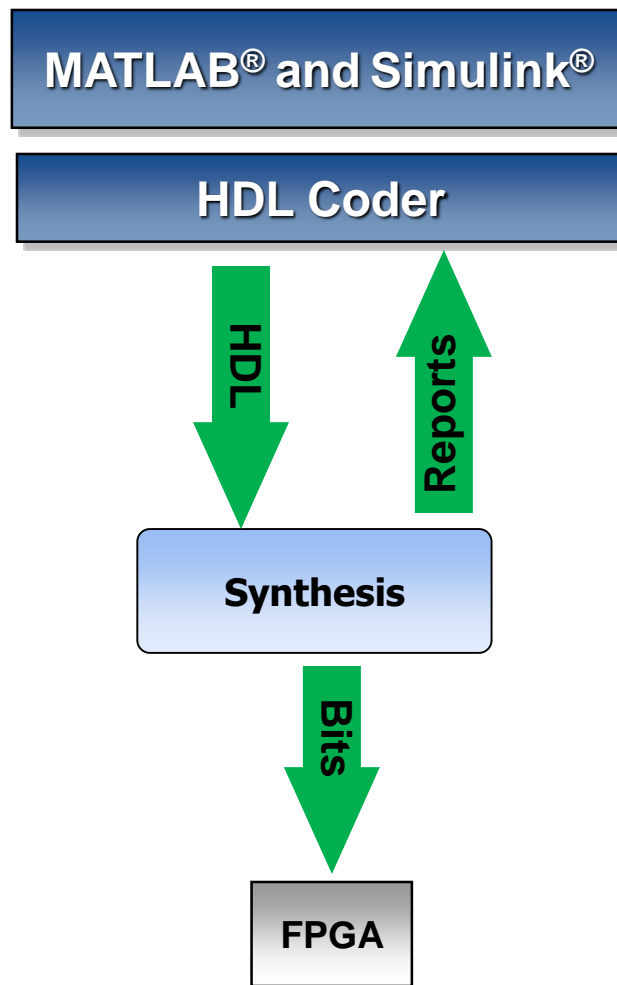 MATLAB® and Simulink®
HDL Coder
HDL
Reports
Synthesis
Bits
FPGA